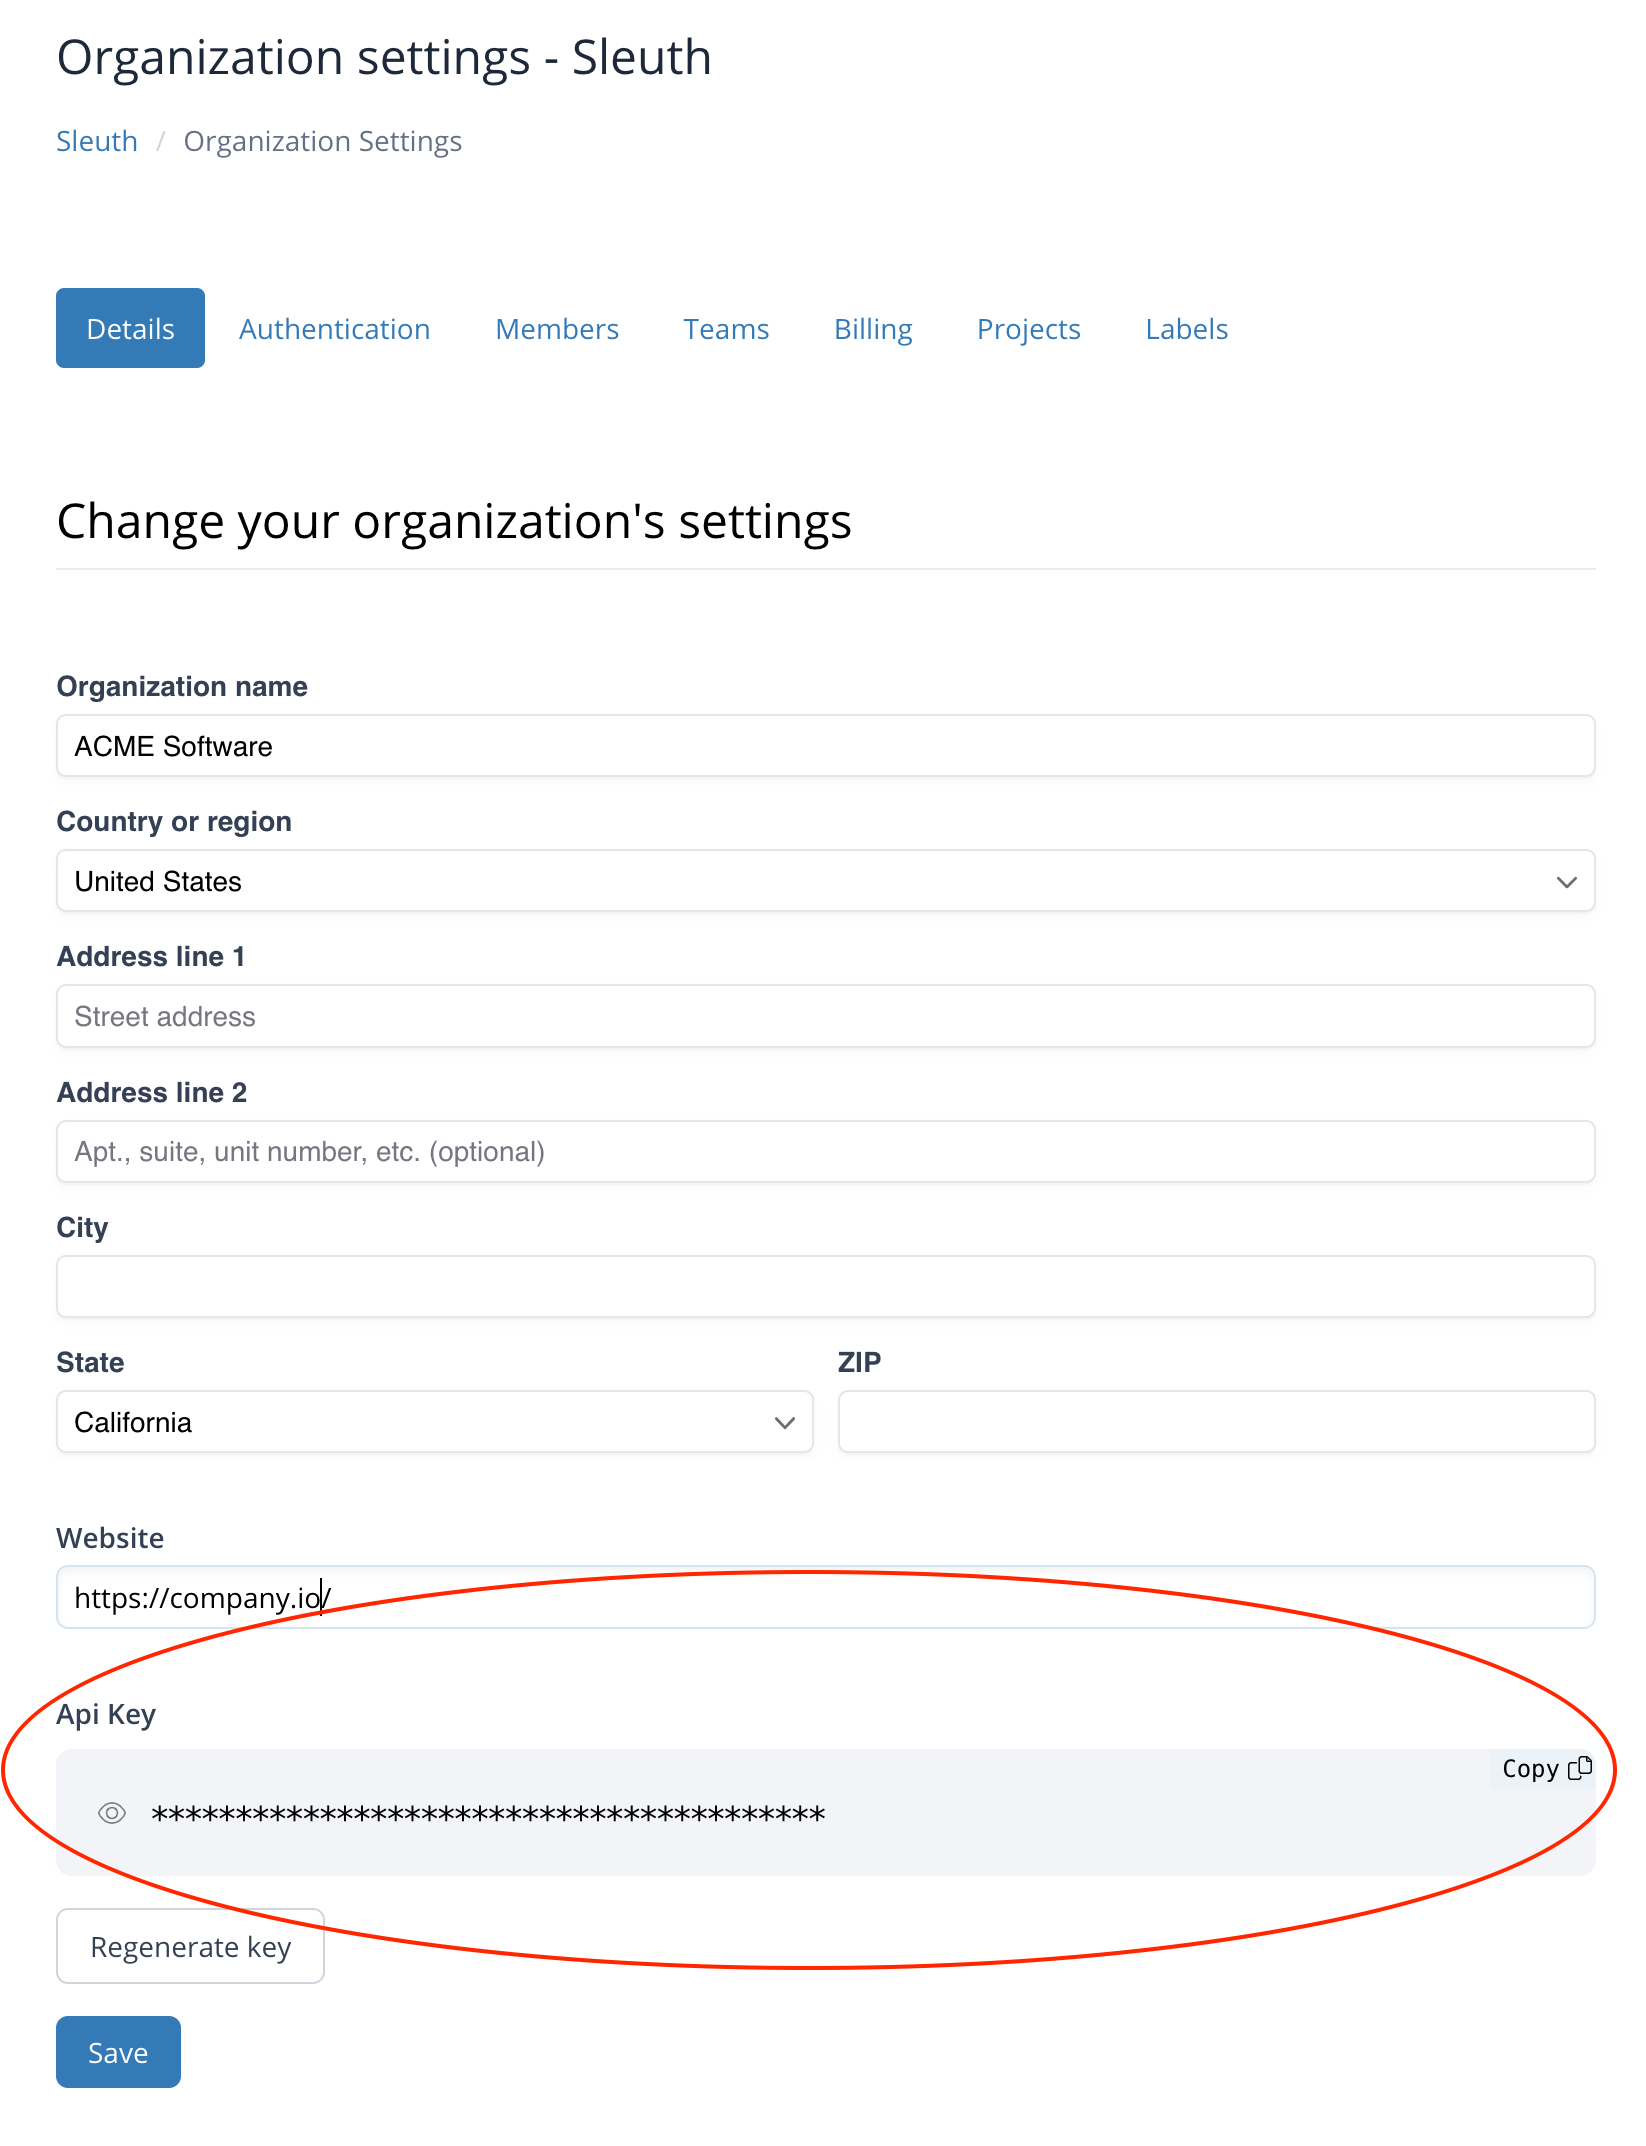 Organization settings - Sleuth
Sleuth / Organization Settings
Details Authentication Members Teams Billing Projects Labels
Change your organization's settings
Organization name
ACME Software
Country or region
United States
Address line 1
Street address
Address line 2
Apt., suite, unit number, etc. (optional)
City
State ZIP
California
Website
https://company.io/
Api Key
Copy
****************************************
Regenerate key
Save